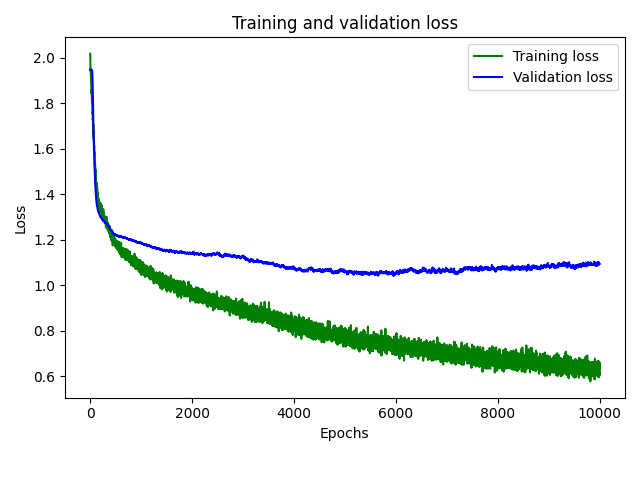 Training and validation loss
Training loss
Validation loss
2.0
1.8
1.6
1.4
1.2
1.0
0.8
0.6
Loss
0 2000 4000 6000 8000 10000
Epochs